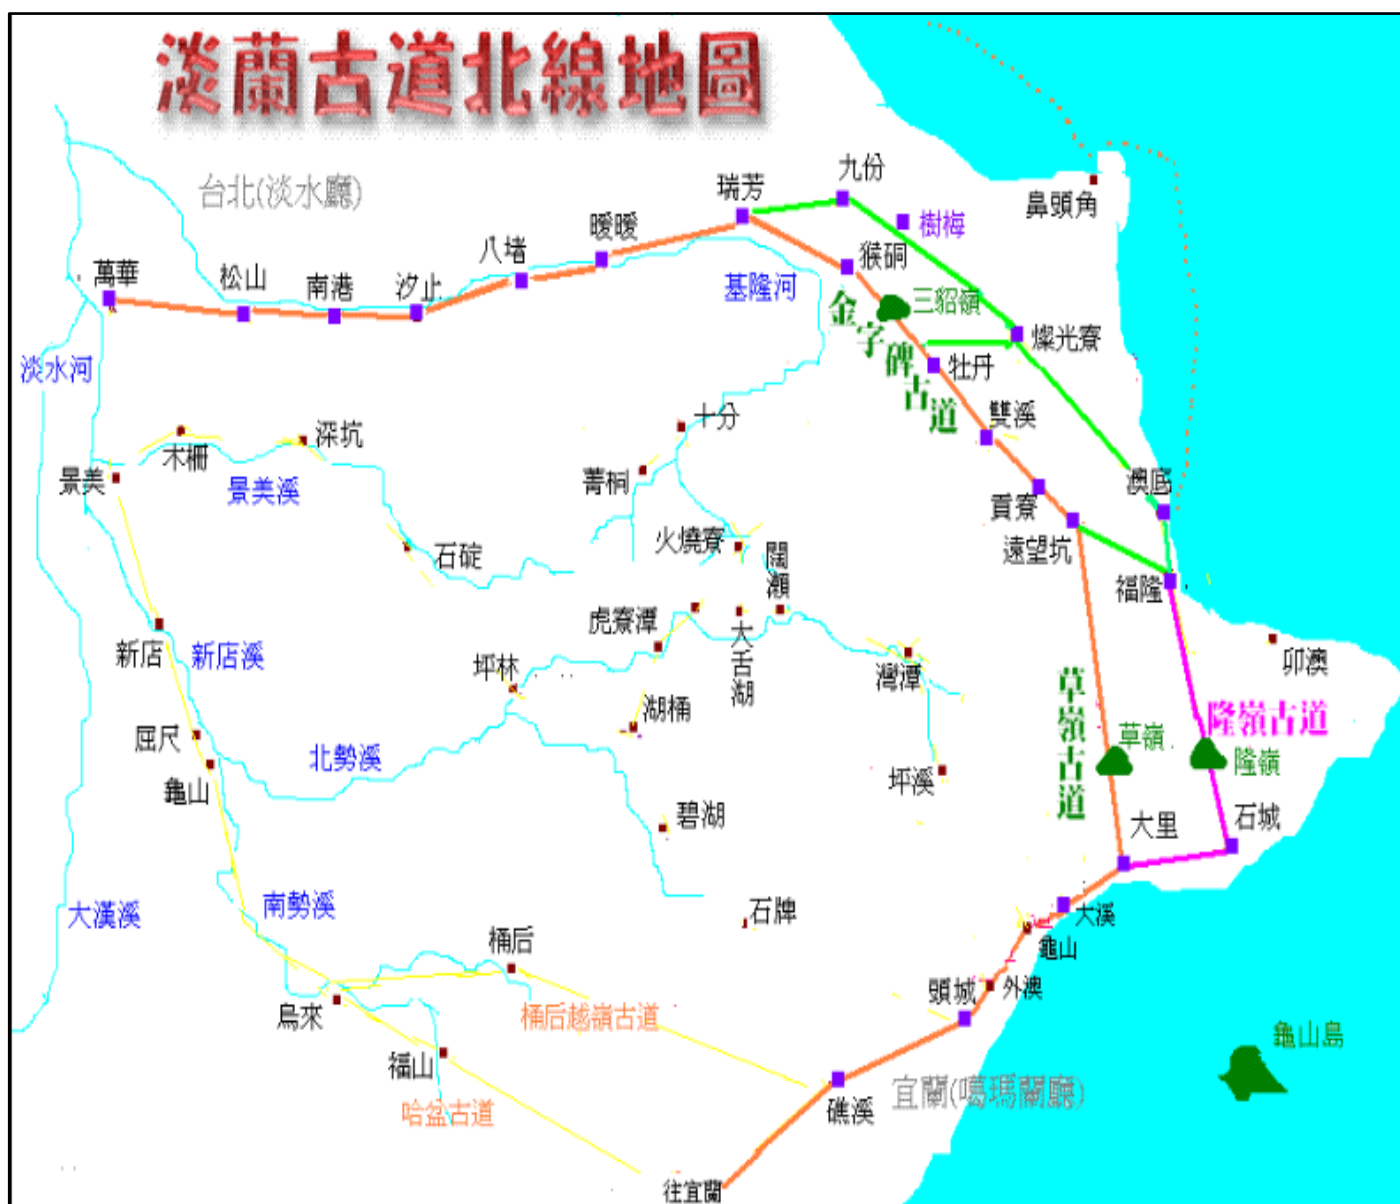 淡蘭古道北線地圖
台北(淡水廳)
九份
瑞芳
鼻頭角
樹梅
暖暖
八堵
猴硐
萬華
松山
南港
汐止
基隆河
三貂嶺
金字碑古道
燦光寮
淡水河
牡丹
十分
雙溪
深坑
木柵
景美
景美溪
菁桐
澳底
貢寮
火燒寮
遠望坑
石碇
闊瀨
福隆
虎寮潭
大舌湖
新店
新店溪
坪林
灣潭
卯澳
湖桶
草嶺古道
隆嶺古道
屈尺
北勢溪
草嶺
隆嶺
龜山
坪溪
碧湖
大里
石城
大漢溪
南勢溪
石牌
大溪
桶后
龜山
頭城
外澳
烏來
桶后越嶺古道
龜山島
福山
宜蘭(噶瑪蘭廳)
礁溪
哈盆古道
往宜蘭